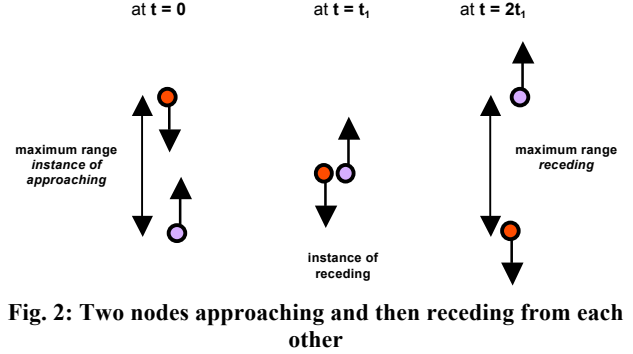 at t = 0
at t = t₁
at t = 2t₁
maximum range
instance of
approaching
maximum range
receding
instance of
receding
Fig. 2: Two nodes approaching and then receding from each
other